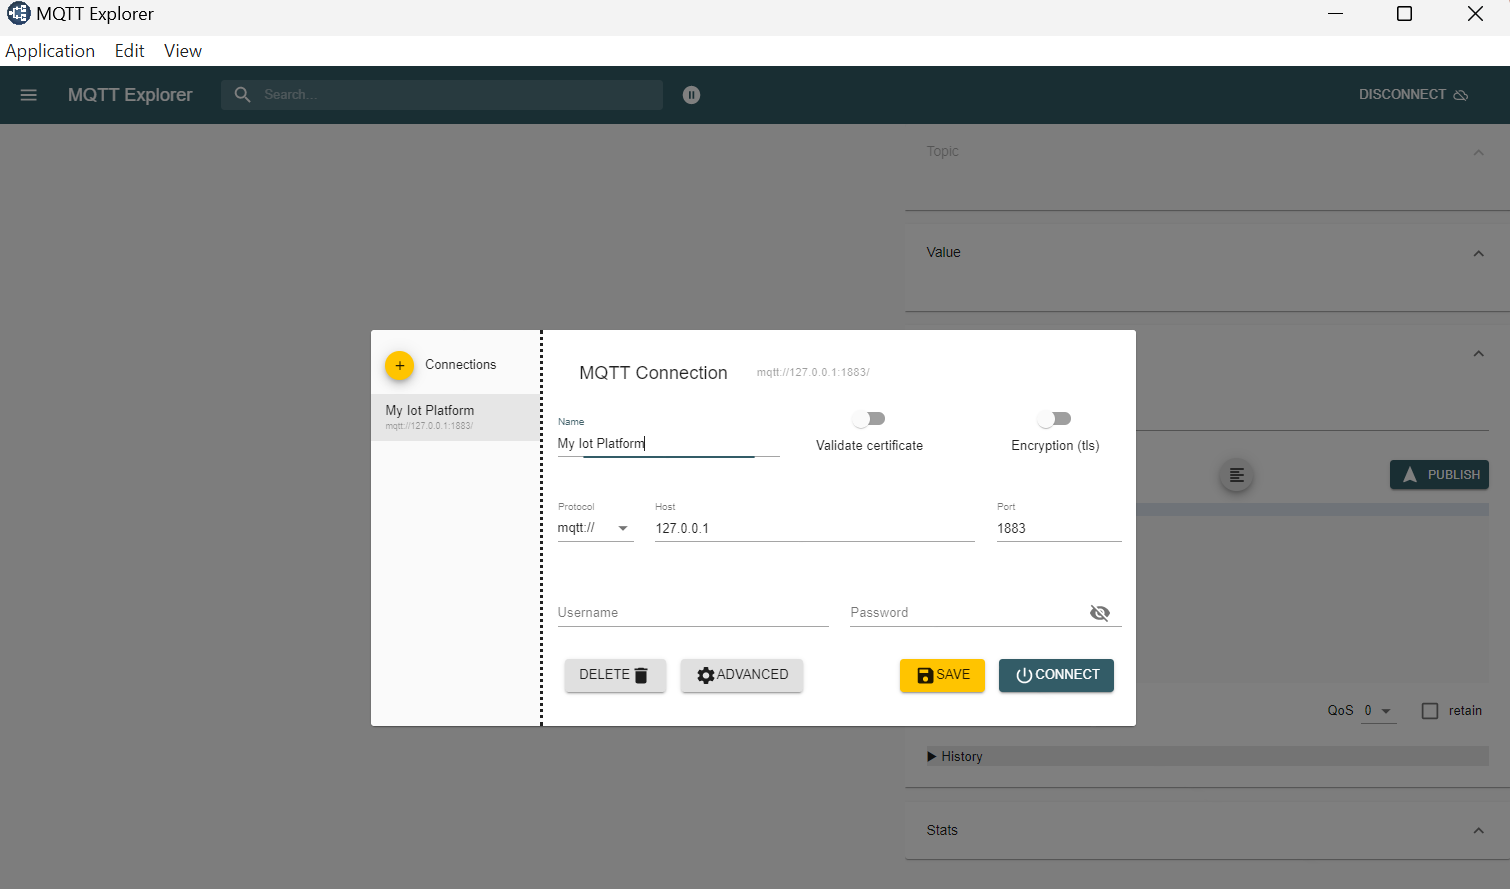 MQTT Explorer
Application Edit View
MQTT Explorer Search... DISCONNECT
Topic
Value
Connections
My Iot Platform
mqtt://127.0.0.1:1883/
MQTT Connection mqtt://127.0.0.1:1883/
Name
My Iot Platform
Validate certificate
Encryption (tls)
Protocol
mqtt://
Host
127.0.0.1
Port
1883
Username
Password
DELETE ADVANCED SAVE CONNECT
PUBLISH
QoS 0 retain
History
Stats